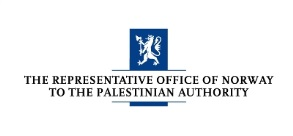 THE REPRESENTATIVE OFFICE OF NORWAY
TO THE PALESTINIAN AUTHORITY